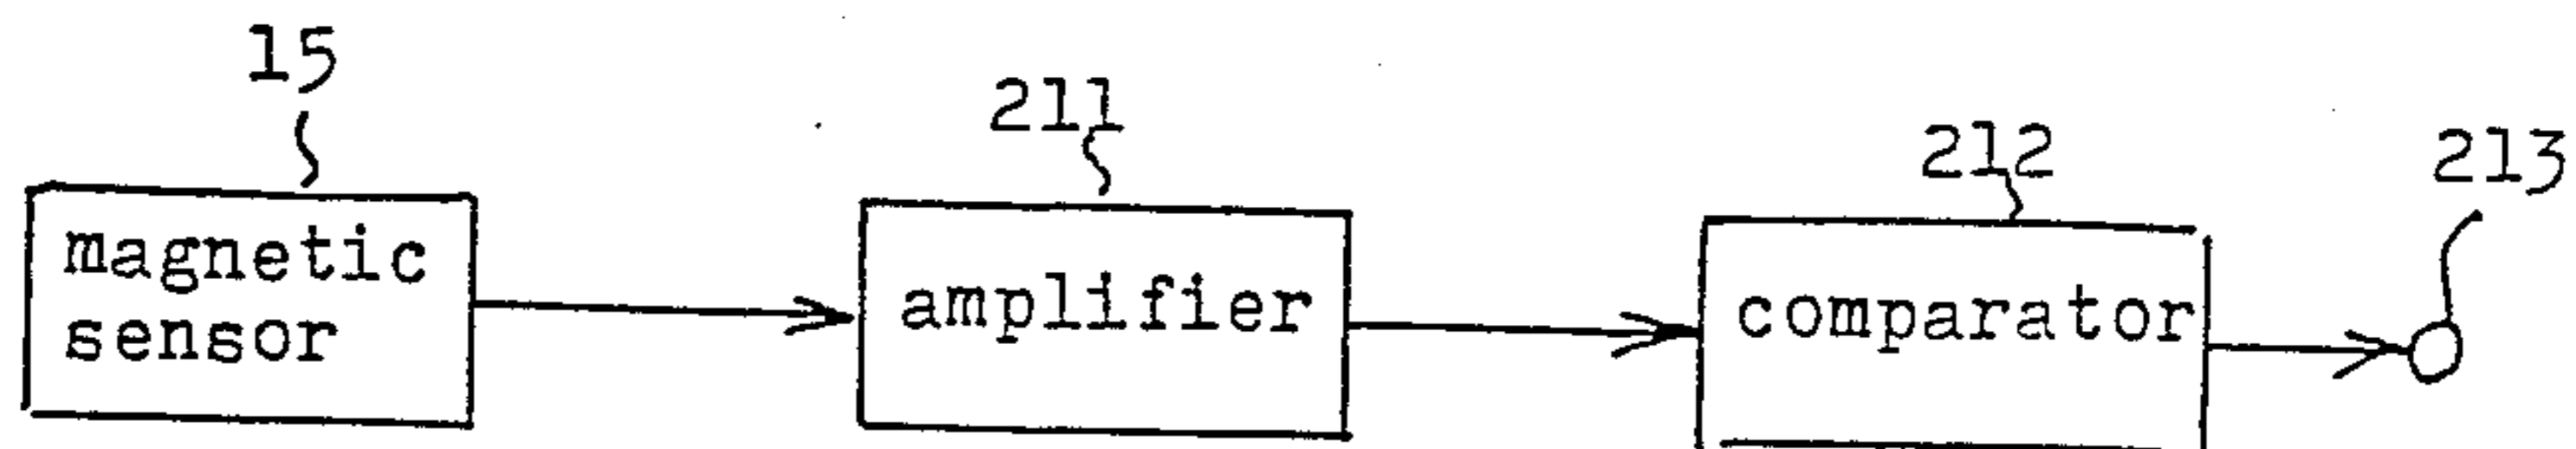 15
211
212
213
magnetic
sensor
amplifier
comparator